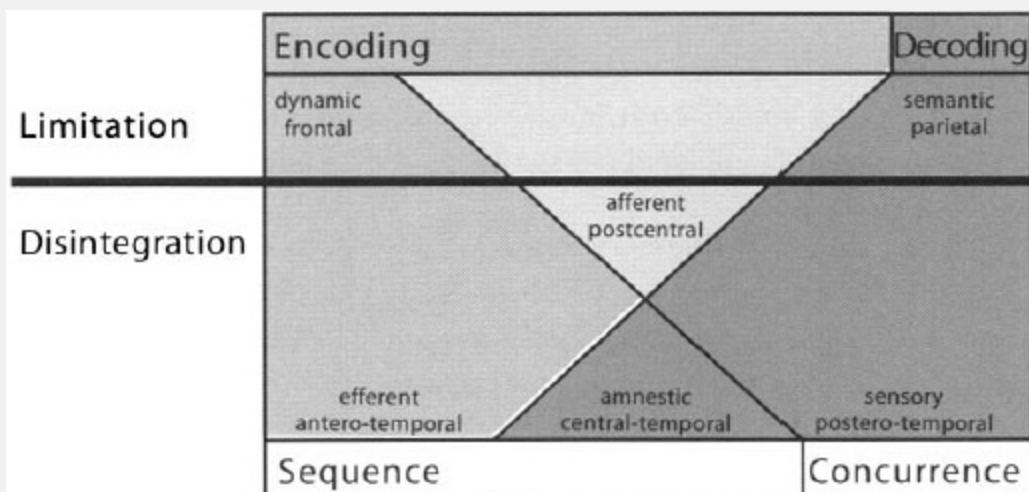 Encoding
Decoding
dynamic
frontal
semantic
parietal
Limitation
afferent
postcentral
Disintegration
efferent
antero-temporal
amnestic
central-temporal
sensory
postero-temporal
Sequence
Concurrence